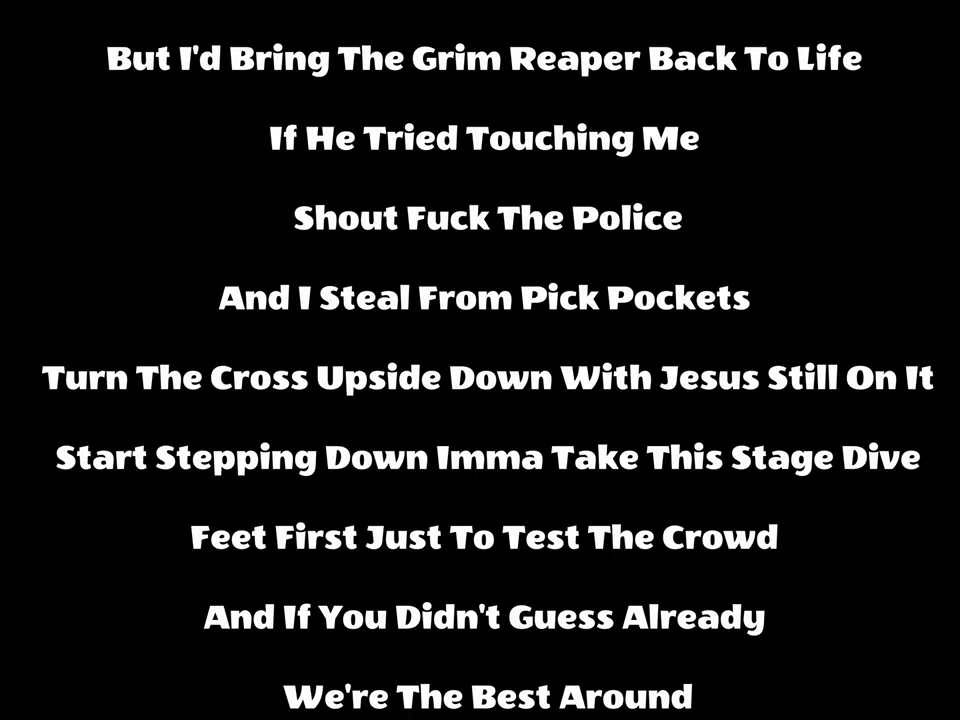 But I'd Bring The Grim Reaper Back To Life
If He Tried Touching Me
Shout Fuck The Police
And I Steal From Pick Pockets
Turn The Cross Upside Down With Jesus Still On It
Start Stepping Down Imma Take This Stage Dive
Feet First Just To Test The Crowd
And If You Didn't Guess Already
We're The Best Around